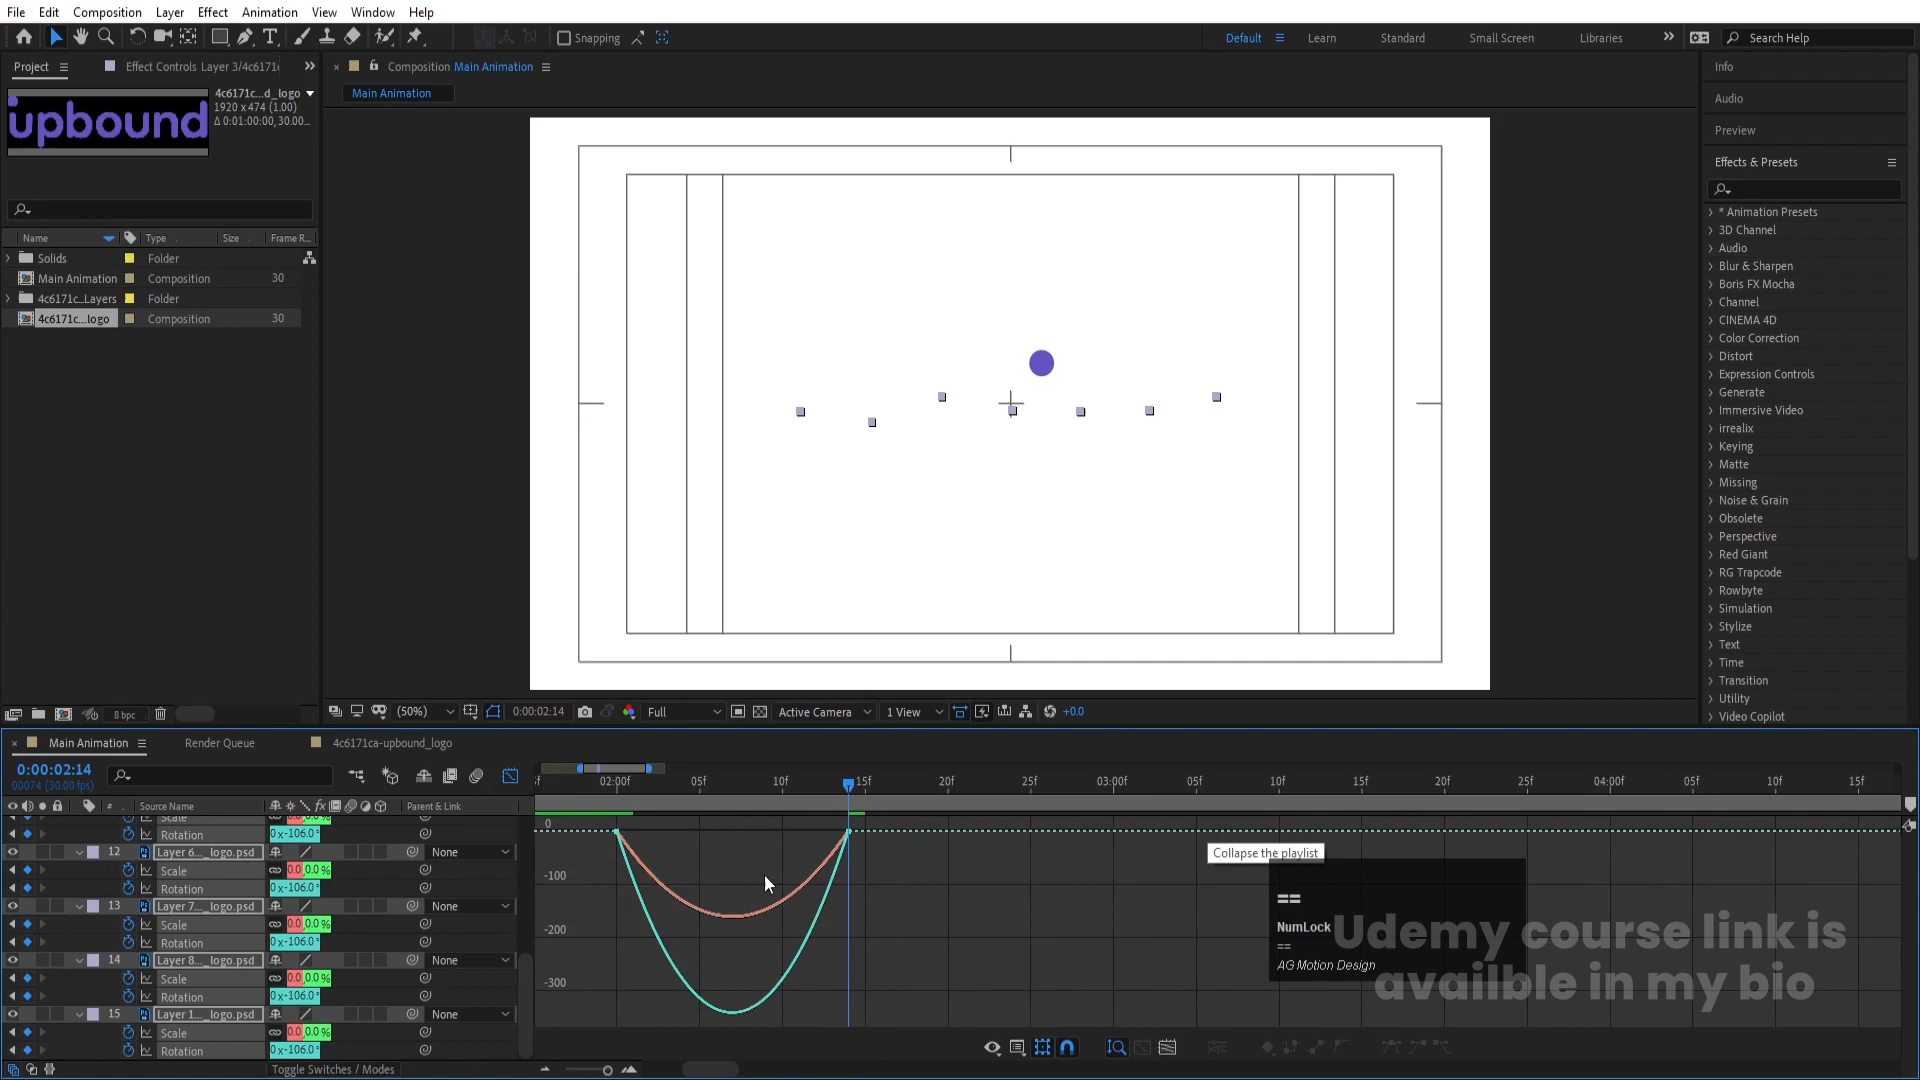 File Edit Composition Layer Effect Animation View Window Help
Snapping
Default Learn Standard Small Screen Libraries Search Help
Project Effect Controls Layer 3/4c6171
Composition Main Animation
Main Animation
4c6171c...d_logo
1920 x 474 (1.00)
Δ 0:01:00:00, 30.00...
upbound
Name Type Size Frame R...
Solids Folder
Main Animation Composition 30
4c6171c...Layers Folder
4c6171c...logo Composition 30
8 bpc
(50%) 0:00:02:14 Full Active Camera 1 View +0.0
Info
Audio
Preview
Effects & Presets
* Animation Presets
3D Channel
Audio
Blur & Sharpen
Boris FX Mocha
Channel
CINEMA 4D
Color Correction
Distort
Expression Controls
Generate
Immersive Video
irrealix
Keying
Matte
Missing
Noise & Grain
Obsolete
Perspective
Red Giant
RG Trapcode
Rowbyte
Simulation
Stylize
Text
Time
Transition
Utility
Video Copilot
Main Animation Render Queue 4c6171ca-upbound_logo
0:00:02:14
00074 (30.00 fps)
02:00f 05f 10f 15f 20f 25f 03:00f 05f 10f 15f 20f 25f 04:00f 05f 10f 15f
# Source Name Parent & Link
Scale 0.0,0.0%
Rotation 0x-106.0°
12 Layer 6..._logo.psd None
Scale 0.0,0.0%
Rotation 0x-106.0°
13 Layer 7..._logo.psd None
Scale 0.0,0.0%
Rotation 0x-106.0°
14 Layer 8..._logo.psd None
Scale 0.0,0.0%
Rotation 0x-106.0°
15 Layer 1..._logo.psd None
Scale 0.0,0.0%
Rotation 0x-106.0°
Toggle Switches / Modes
0
-100
-200
-300
Collapse the playlist
==
NumLock
==
AG Motion Design
Udemy course link is
availble in my bio